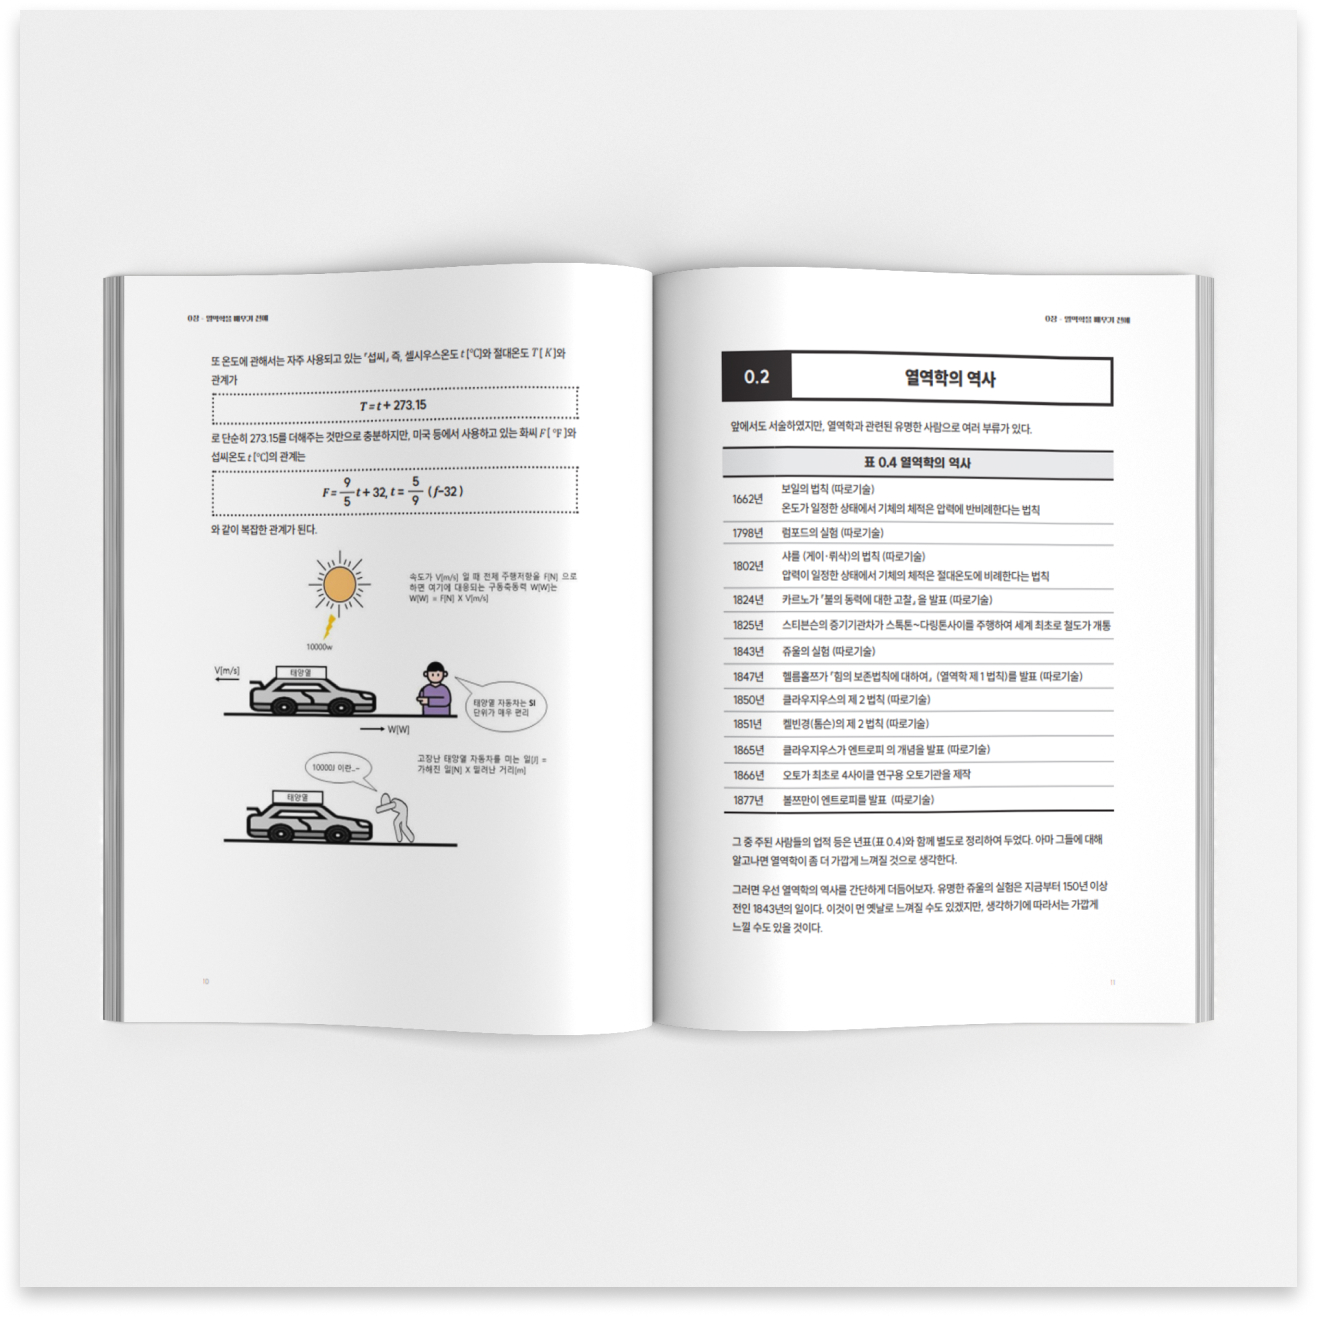 0장 - 열역학을 배우기 전에
또 온도에 관해서는 자주 사용되고 있는 「섭씨」 즉, 셀시우스온도 t [℃]와 절대온도 T [ K ]와
관계가
T = t + 273.15
로 단순히 273.15를 더해주는 것만으로 충분하지만, 미국 등에서 사용하고 있는 화씨 F [ °F ]와
섭씨온도 t [℃]의 관계는
F = 9/5 t + 32, t = 5/9 ( f-32 )
와 같이 복잡한 관계가 된다.
속도가 V[m/s] 일 때 전체 주행저항을 F[N] 으로
하면 여기에 대응되는 구동축동력 W[W]는
W[W] = F[N] X V[m/s]
10000w
V[m/s]
태양열
태양열 자동차는 SI
단위가 매우 편리
W[W]
고장난 태양열 자동차를 미는 일[J] =
가해진 일[N] X 밀려난 거리[m]
10000J 이란..~
태양열
10
0장 - 열역학을 배우기 전에
0.2 열역학의 역사
앞에서도 서술하였지만, 열역학과 관련된 유명한 사람으로 여러 부류가 있다.
표 0.4 열역학의 역사
1662년 보일의 법칙 (따로기술)
온도가 일정한 상태에서 기체의 체적은 압력에 반비례한다는 법칙
1798년 럼포드의 실험 (따로기술)
1802년 샤를 (게이·뤼삭)의 법칙 (따로기술)
압력이 일정한 상태에서 기체의 체적은 절대온도에 비례한다는 법칙
1824년 카르노가 「불의 동력에 대한 고찰」 을 발표 (따로기술)
1825년 스티븐슨의 증기기관차가 스톡톤~다링톤사이를 주행하여 세계 최초로 철도가 개통
1843년 쥬울의 실험 (따로기술)
1847년 헬름홀쯔가 「힘의 보존법칙에 대하여」 (열역학 제 1 법칙)를 발표 (따로기술)
1850년 클라우지우스의 제 2 법칙 (따로기술)
1851년 켈빈경(톰슨)의 제 2 법칙 (따로기술)
1865년 클라우지우스가 엔트로피 의 개념을 발표 (따로기술)
1866년 오토가 최초로 4사이클 연구용 오토기관을 제작
1877년 볼쯔만이 엔트로피를 발표 (따로기술)
그 중 주된 사람들의 업적 등은 년표(표 0.4)와 함께 별도로 정리하여 두었다. 아마 그들에 대해
알고나면 열역학이 좀 더 가깝게 느껴질 것으로 생각한다.
그러면 우선 열역학의 역사를 간단하게 더듬어보자. 유명한 쥬울의 실험은 지금부터 150년 이상
전인 1843년의 일이다. 이것이 먼 옛날로 느껴질 수도 있겠지만, 생각하기에 따라서는 가깝게
느낄 수도 있을 것이다.
11